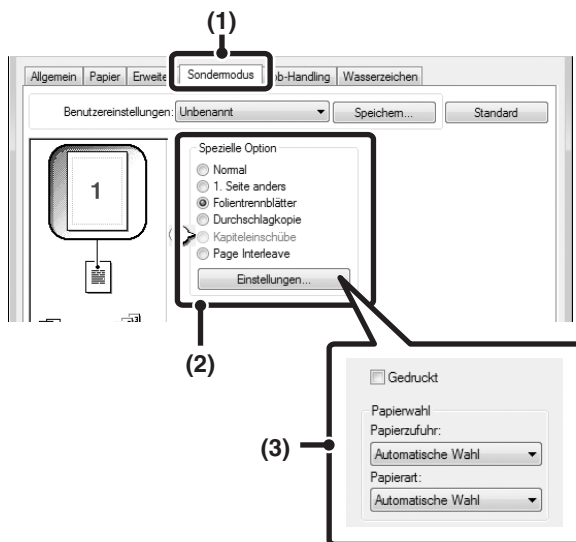 (1)
Allgemein Papier Erweite Sondermodus ob-Handling Wasserzeichen
Benutzereinstellungen: Unbenannt Speichern... Standard
Spezielle Option
Normal
1. Seite anders
Folientrennblätter
Durchschlagkopie
Kapiteleinschübe
Page Interleave
Einstellungen...
1
(2)
(3)
Gedruckt
Papierwahl
Papierzufuhr:
Automatische Wahl
Papierart:
Automatische Wahl